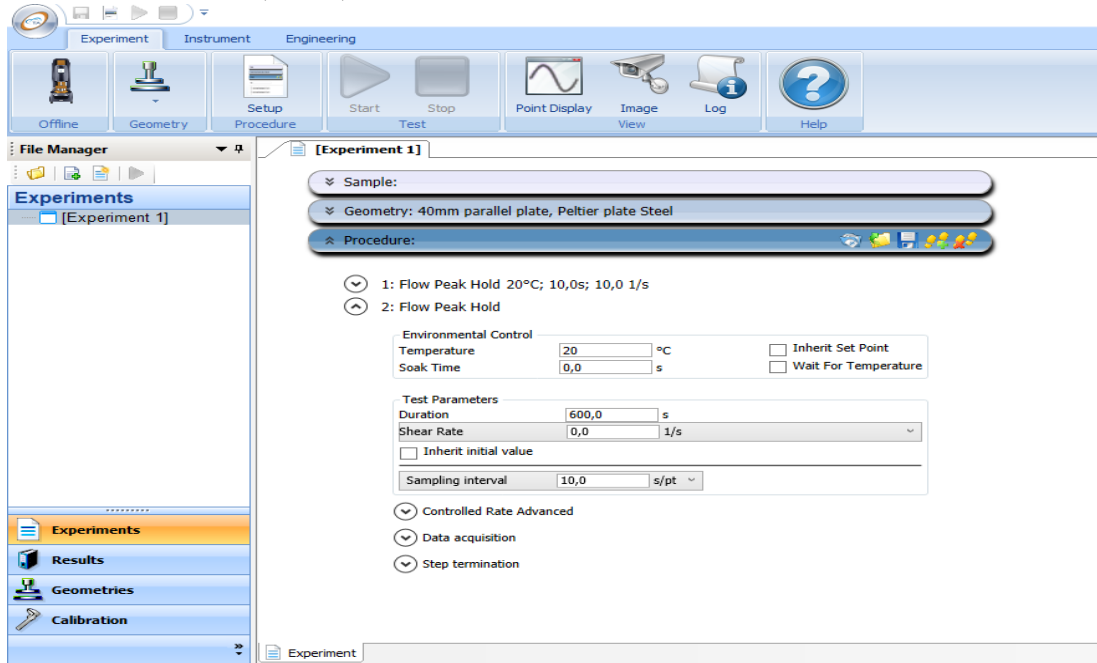 Experiment Instrument Engineering
Setup Start Stop Point Display Image Log
Offline Geometry Procedure Test View Help
File Manager
Experiments
[Experiment 1]
[Experiment 1]
Sample:
Geometry: 40mm parallel plate, Peltier plate Steel
Procedure:
1: Flow Peak Hold 20°C; 10,0s; 10,0 1/s
2: Flow Peak Hold
Environmental Control
Temperature 20 °C Inherit Set Point
Soak Time 0,0 s Wait For Temperature
Test Parameters
Duration 600,0 s
Shear Rate 0,0 1/s
Inherit initial value
Sampling interval 10,0 s/pt
Controlled Rate Advanced
Data acquisition
Step termination
Experiments
Results
Geometries
Calibration
Experiment